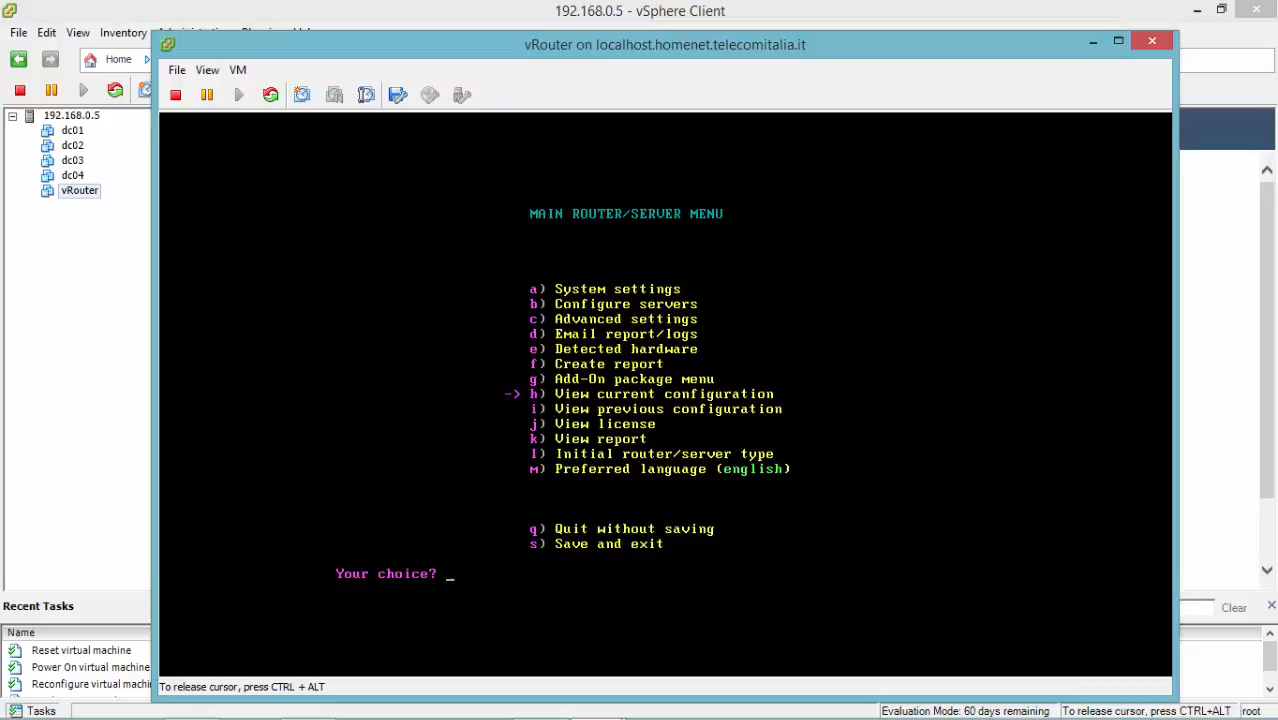 192.168.0.5 - vSphere Client
File Edit View Inventory
vRouter on localhost.homenet.telecomitalia.it
Home
File View VM
192.168.0.5
dc01
dc02
dc03
dc04
vRouter
MAIN ROUTER/SERVER MENU
a) System settings
b) Configure servers
c) Advanced settings
d) Email report/logs
e) Detected hardware
f) Create report
g) Add-On package menu
-> h) View current configuration
i) View previous configuration
j) View license
k) View report
l) Initial router/server type
m) Preferred language (english)
q) Quit without saving
s) Save and exit
Your choice? _
Recent Tasks
Clear
Name
Reset virtual machine
Power On virtual machine
Reconfigure virtual machin
To release cursor, press CTRL + ALT
Tasks
Evaluation Mode: 60 days remaining
To release cursor, press CTRL+ALT
root